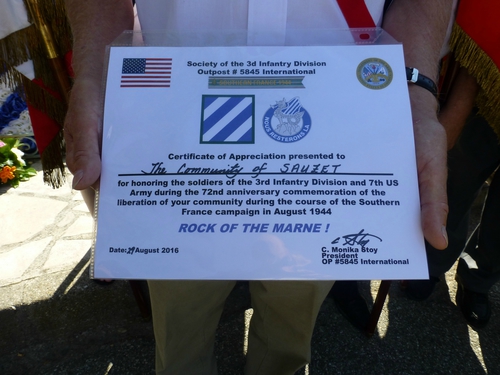 Society of the 3d Infantry Division
Outpost # 5845 International
NOUS RESTERONS LA
Certificate of Appreciation presented to
The Community of SAUZET
for honoring the soldiers of the 3rd Infantry Division and 7th US
Army during the 72nd anniversary commemoration of the
liberation of your community during the course of the Southern
France campaign in August 1944
ROCK OF THE MARNE !
Date: 29 August 2016
C. Monika Stoy
President
OP #5845 International